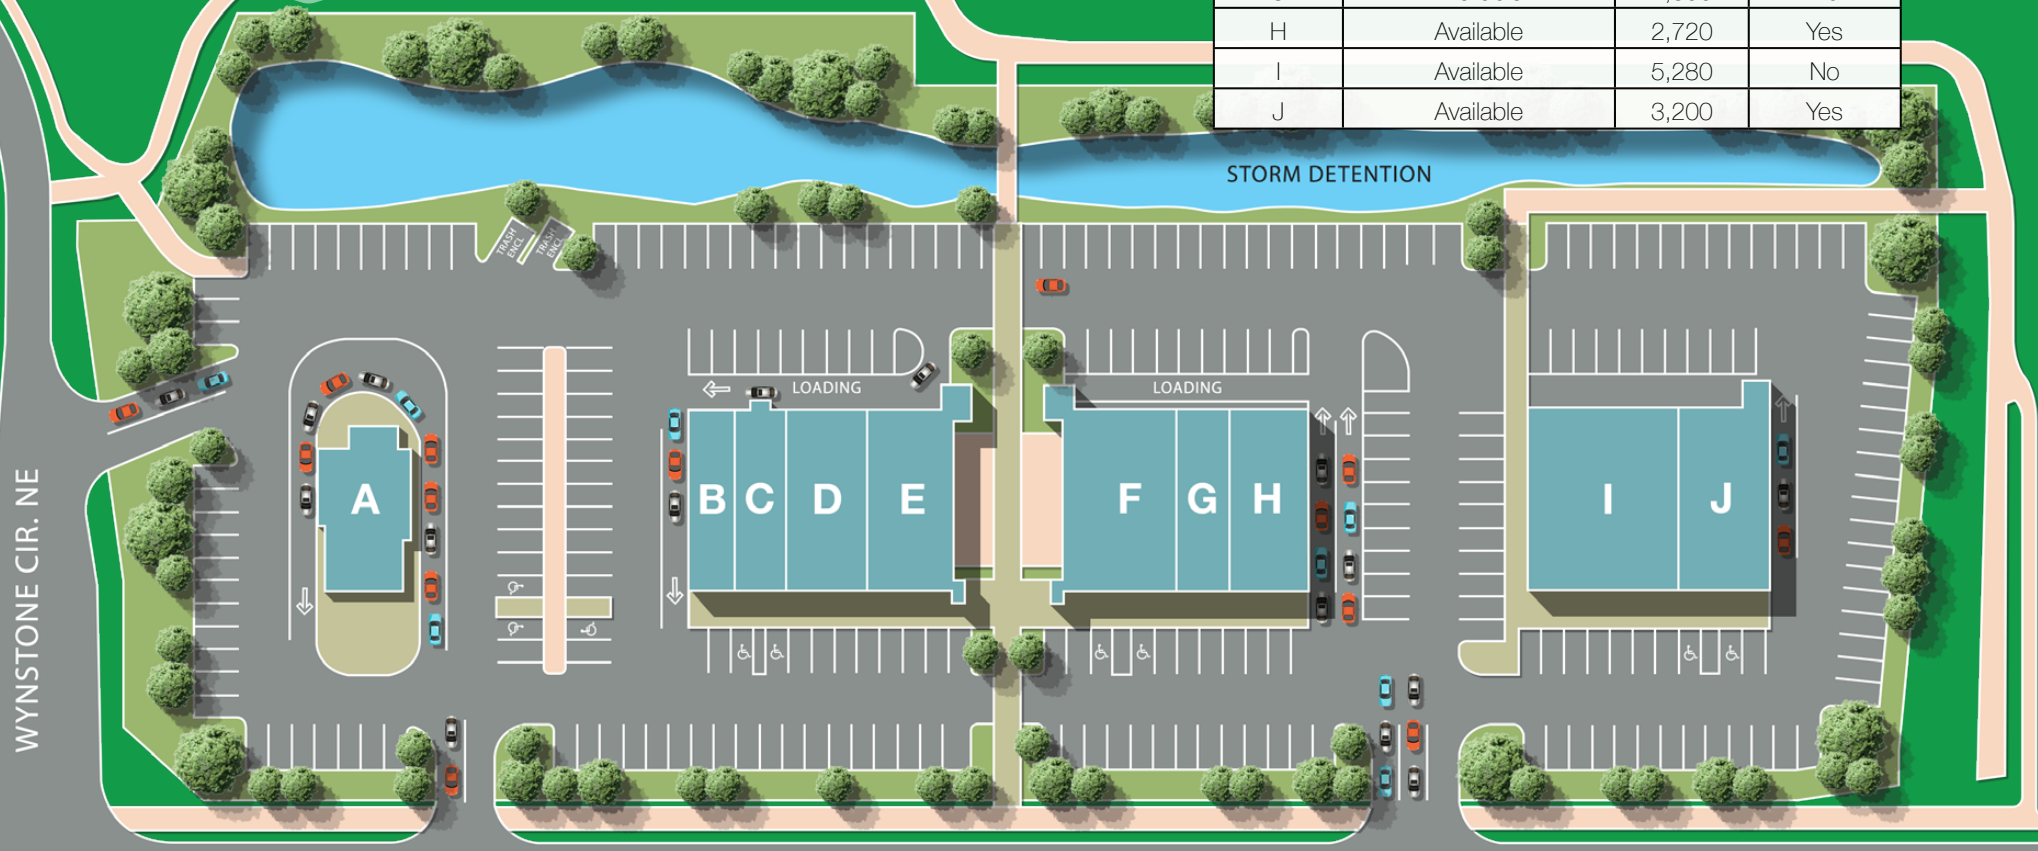 H Available 2,720 Yes
I Available 5,280 No
J Available 3,200 Yes
STORM DETENTION
TRASH
ENCL
TRASH
ENCL
LOADING
LOADING
A
B
C
D
E
F
G
H
I
J
WYNSTONE CIR. NE